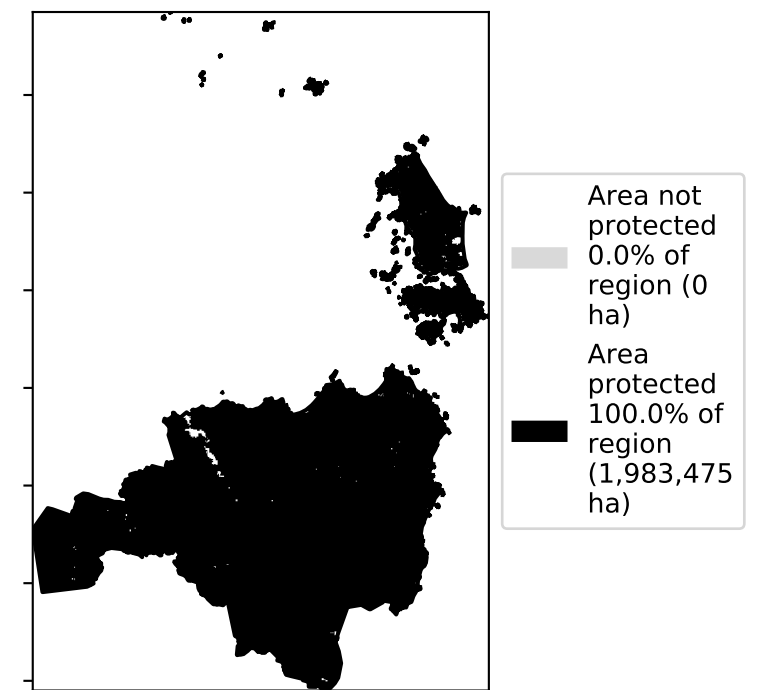 Area not
protected
0.0% of
region (0
ha)
Area
protected
100.0% of
region
(1,983,475
ha)